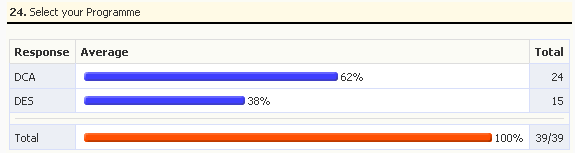 24. Select your Programme
Response Average Total
DCA 62% 24
DES 38% 15
Total 100% 39/39